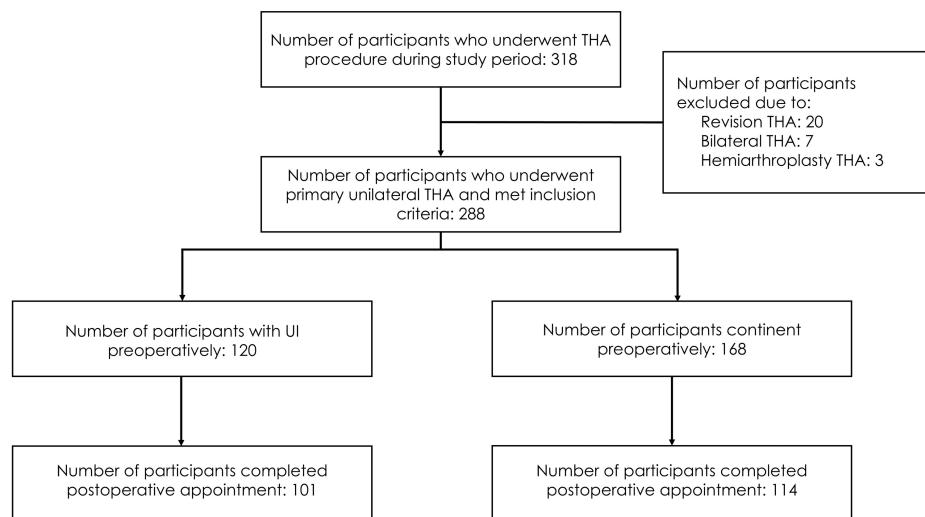 Number of participants who underwent THA
procedure during study period: 318
Number of participants
excluded due to:
Revision THA: 20
Bilateral THA: 7
Hemiarthroplasty THA: 3
Number of participants who underwent
primary unilateral THA and met inclusion
criteria: 288
Number of participants with UI
preoperatively: 120
Number of participants continent
preoperatively: 168
Number of participants completed
postoperative appointment: 101
Number of participants completed
postoperative appointment: 114